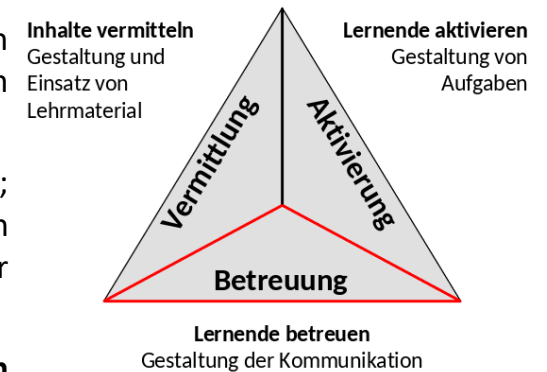 Inhalte vermitteln
Gestaltung und
Einsatz von
Lehrmaterial
Lernende aktivieren
Gestaltung von
Aufgaben
Vermittlung
Aktivierung
Betreuung
Lernende betreuen
Gestaltung der Kommunikation